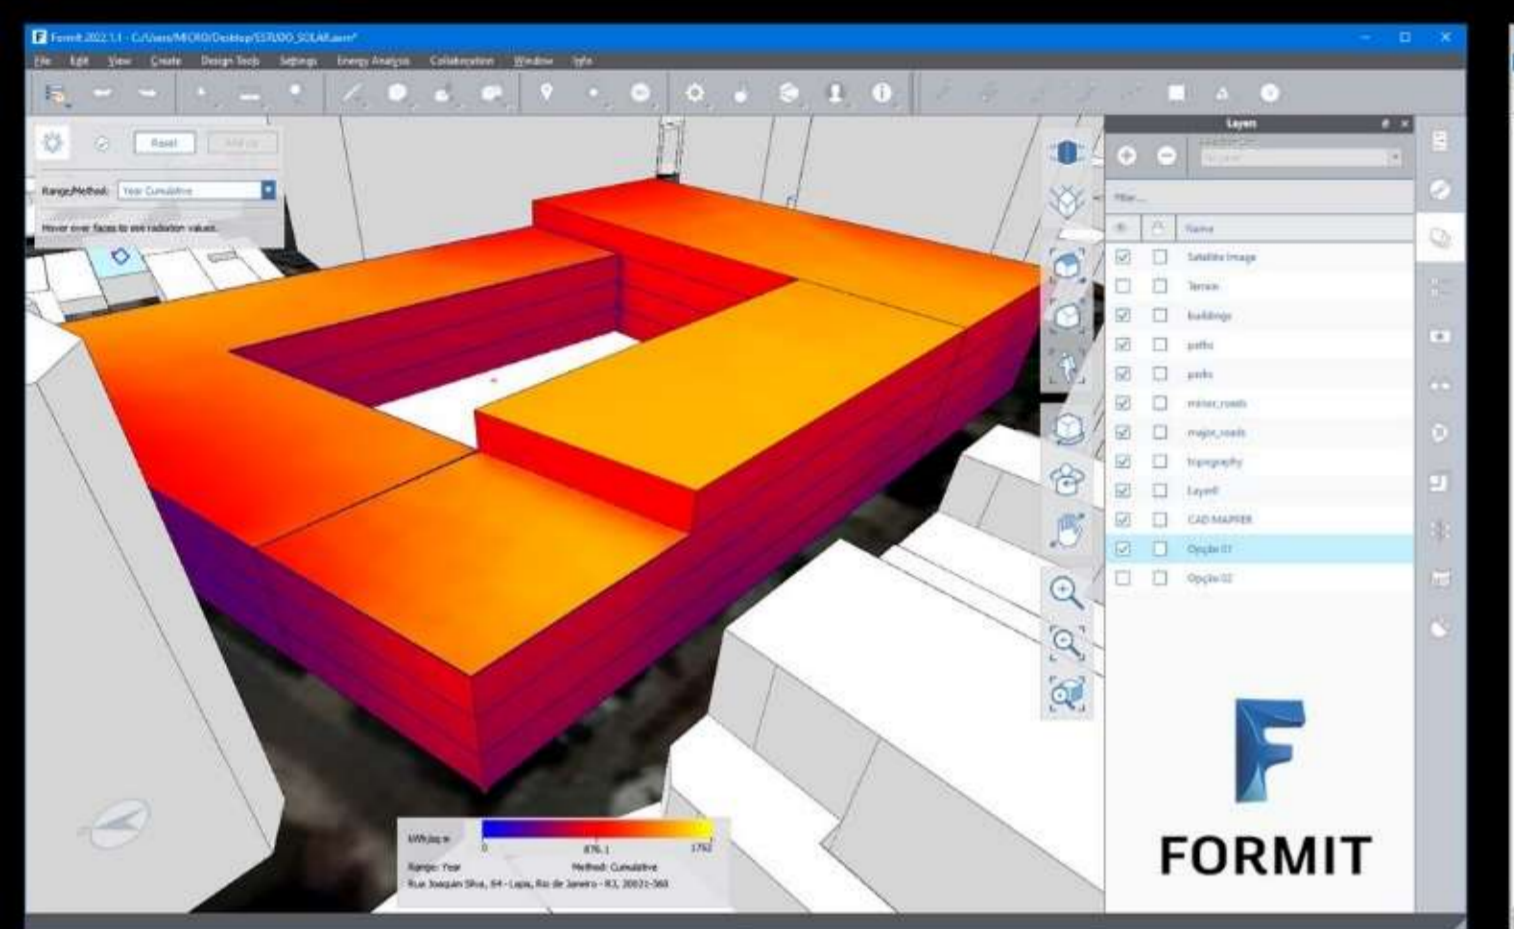 FormIt 2022.1.1 - C:/Users/MICRO/Desktop/ESTUDO_SOLAR.axm*
File Edit View Create Design Tools Settings Energy Analysis Collaboration Window Info
Reset
Range/Method: Year Cumulative
Hover over faces to see radiation values.
Layers
Filter...
Name
Satellite Image
Terrain
buildings
paths
parks
minor_roads
major_roads
topography
Layer0
CAD MAPPER
Opção 01
Opção 02
kWh/sq m
0 876.1 1752
Range: Year Method: Cumulative
Rua Joaquim Silva, 64 - Lapa, Rio de Janeiro - RJ, 20021-360
FORMIT